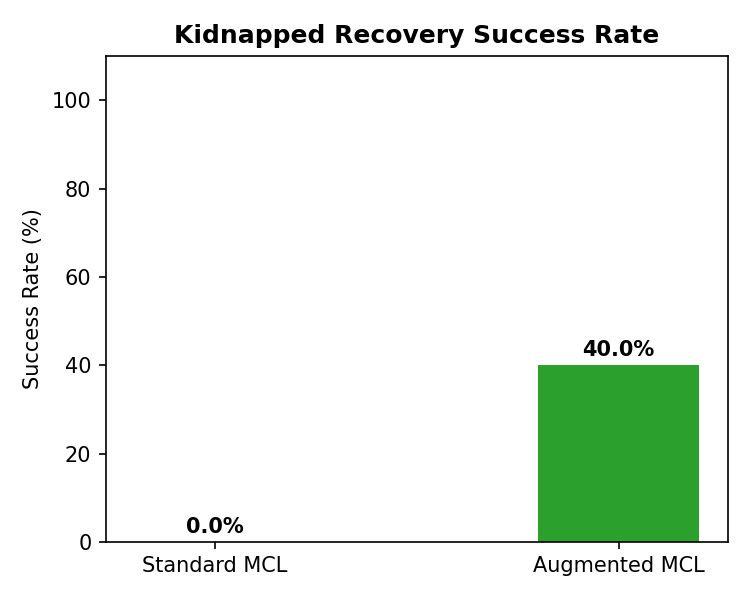 Kidnapped Recovery Success Rate
Success Rate (%)
100
80
60
40
20
0
0.0%
40.0%
Standard MCL
Augmented MCL